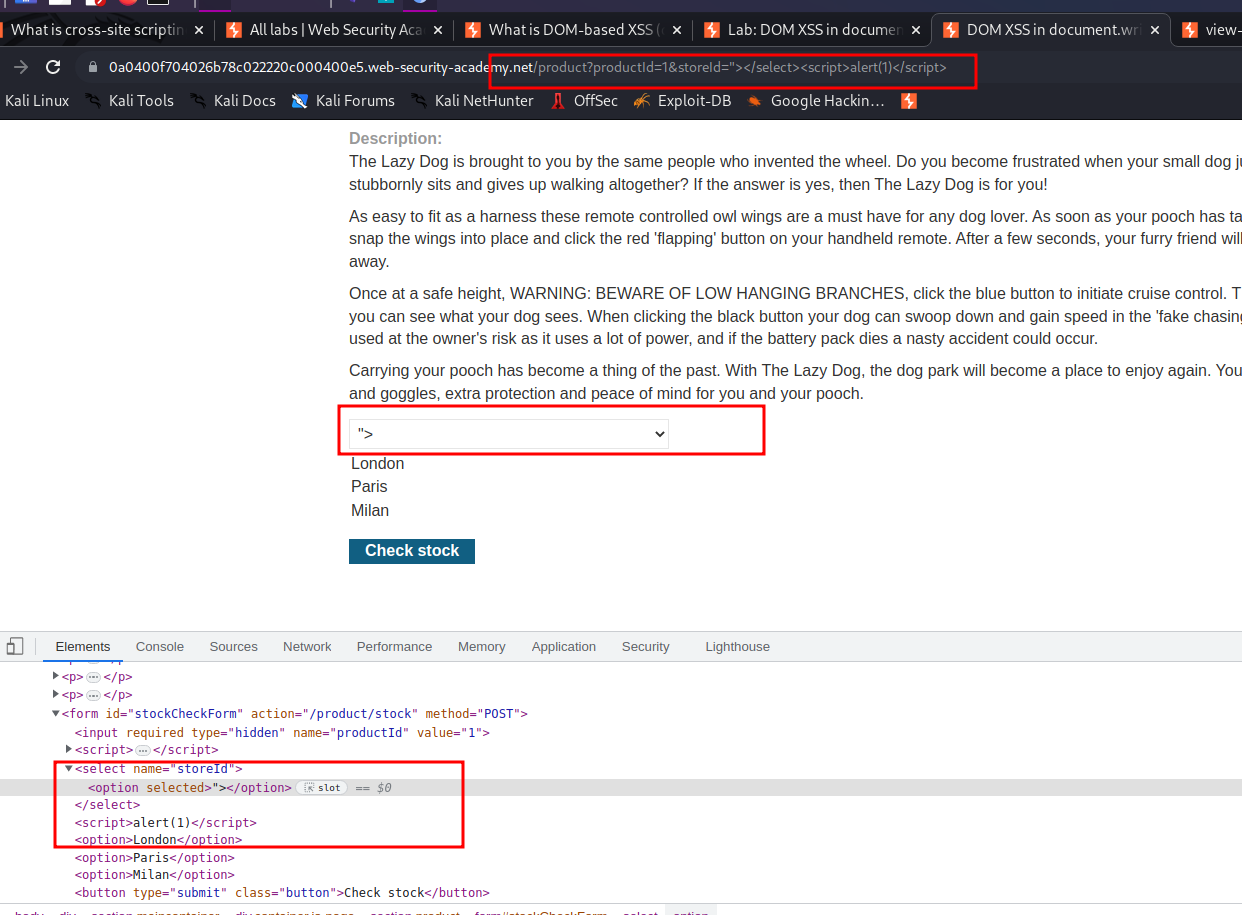 What is cross-site scriptin
All labs | Web Security Aca
What is DOM-based XSS (
Lab: DOM XSS in documen
DOM XSS in document.wri
view-
0a0400f704026b78c022220c000400e5.web-security-academy.net/product?productId=1&storeId="></select><script>alert(1)</script>
Kali Linux Kali Tools Kali Docs Kali Forums Kali NetHunter OffSec Exploit-DB Google Hackin…
Description:
The Lazy Dog is brought to you by the same people who invented the wheel. Do you become frustrated when your small dog ju
stubbornly sits and gives up walking altogether? If the answer is yes, then The Lazy Dog is for you!
As easy to fit as a harness these remote controlled owl wings are a must have for any dog lover. As soon as your pooch has ta
snap the wings into place and click the red 'flapping' button on your handheld remote. After a few seconds, your furry friend will
away.
Once at a safe height, WARNING: BEWARE OF LOW HANGING BRANCHES, click the blue button to initiate cruise control. T
you can see what your dog sees. When clicking the black button your dog can swoop down and gain speed in the 'fake chasing
used at the owner's risk as it uses a lot of power, and if the battery pack dies a nasty accident could occur.
Carrying your pooch has become a thing of the past. With The Lazy Dog, the dog park will become a place to enjoy again. You
and goggles, extra protection and peace of mind for you and your pooch.
">
London
Paris
Milan
Check stock
Elements Console Sources Network Performance Memory Application Security Lighthouse
<p>…</p>
<p>…</p>
<form id="stockCheckForm" action="/product/stock" method="POST">
<input required type="hidden" name="productId" value="1">
<script>…</script>
<select name="storeId">
<option selected>"></option> slot == $0
</select>
<script>alert(1)</script>
<option>London</option>
<option>Paris</option>
<option>Milan</option>
<button type="submit" class="button">Check stock</button>
body div section.maincontainer div.container.is-page section.product form#stockCheckForm select option